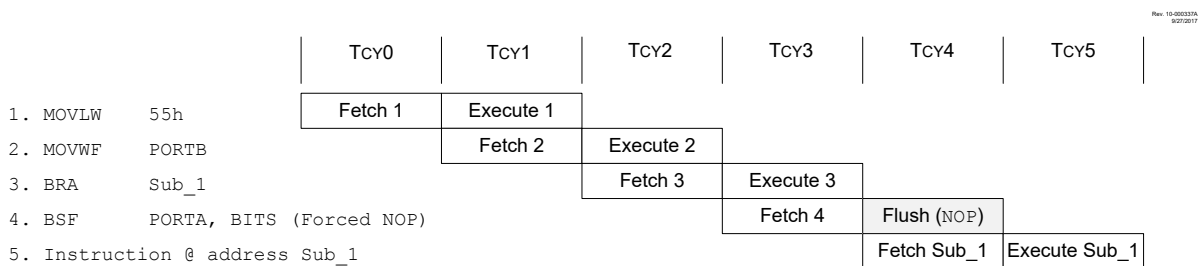 Rev. 10-000337A
9/27/2017
TCY0 TCY1 TCY2 TCY3 TCY4 TCY5
1. MOVLW 55h Fetch 1 Execute 1
2. MOVWF PORTB Fetch 2 Execute 2
3. BRA Sub_1 Fetch 3 Execute 3
4. BSF PORTA, BITS (Forced NOP) Fetch 4 Flush (NOP)
5. Instruction @ address Sub_1 Fetch Sub_1 Execute Sub_1